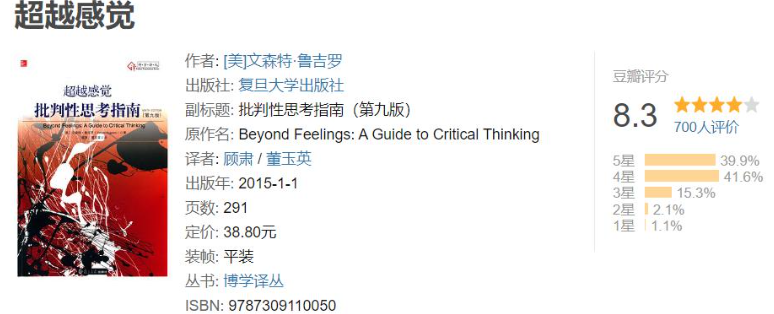 超越感觉
超越感觉
批判性思考指南
(第九版)
Beyond Feelings: A Guide to Critical Thinking
作者: [美]文森特·鲁吉罗
出版社: 复旦大学出版社
副标题: 批判性思考指南（第九版）
原作名: Beyond Feelings: A Guide to Critical Thinking
译者: 顾肃 / 董玉英
出版年: 2015-1-1
页数: 291
定价: 38.80元
装帧: 平装
丛书: 博学译丛
ISBN: 9787309110050
豆瓣评分
8.3
700人评价
5星 39.9%
4星 41.6%
3星 15.3%
2星 2.1%
1星 1.1%